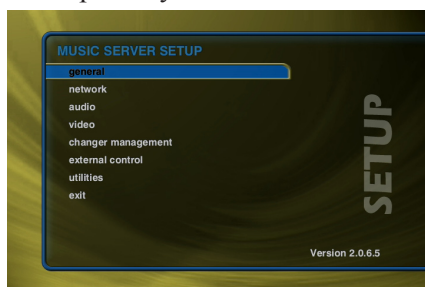 MUSIC SERVER SETUP
general
network
audio
video
changer management
external control
utilities
exit
SETUP
Version 2.0.6.5